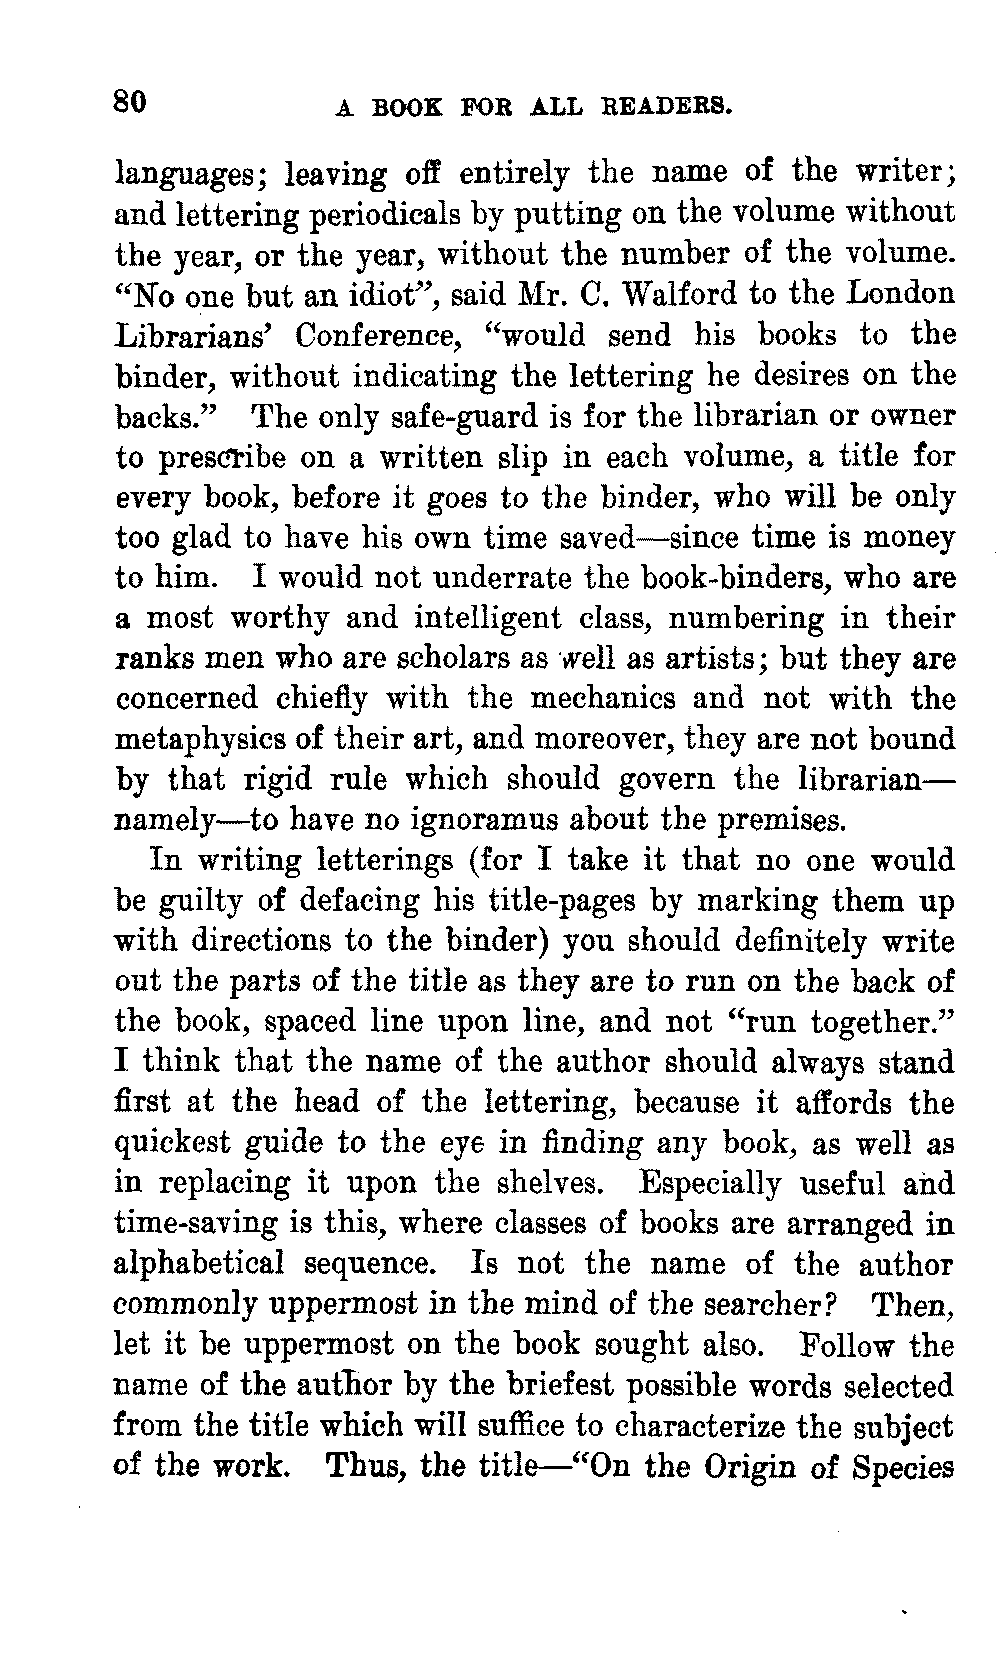 80
A BOOK FOR ALL READERS.
languages; leaving off entirely the name of the writer;
and lettering periodicals by putting on the volume without
the year, or the year, without the number of the volume.
“No one but an idiot”, said Mr. C. Walford to the London
Librarians’ Conference, “would send his books to the
binder, without indicating the lettering he desires on the
backs.” The only safe-guard is for the librarian or owner
to prescribe on a written slip in each volume, a title for
every book, before it goes to the binder, who will be only
too glad to have his own time saved—since time is money
to him. I would not underrate the book-binders, who are
a most worthy and intelligent class, numbering in their
ranks men who are scholars as well as artists; but they are
concerned chiefly with the mechanics and not with the
metaphysics of their art, and moreover, they are not bound
by that rigid rule which should govern the librarian—
namely—to have no ignoramus about the premises.
In writing letterings (for I take it that no one would
be guilty of defacing his title-pages by marking them up
with directions to the binder) you should definitely write
out the parts of the title as they are to run on the back of
the book, spaced line upon line, and not “run together.”
I think that the name of the author should always stand
first at the head of the lettering, because it affords the
quickest guide to the eye in finding any book, as well as
in replacing it upon the shelves. Especially useful and
time-saving is this, where classes of books are arranged in
alphabetical sequence. Is not the name of the author
commonly uppermost in the mind of the searcher? Then,
let it be uppermost on the book sought also. Follow the
name of the author by the briefest possible words selected
from the title which will suffice to characterize the subject
of the work. Thus, the title—“On the Origin of Species